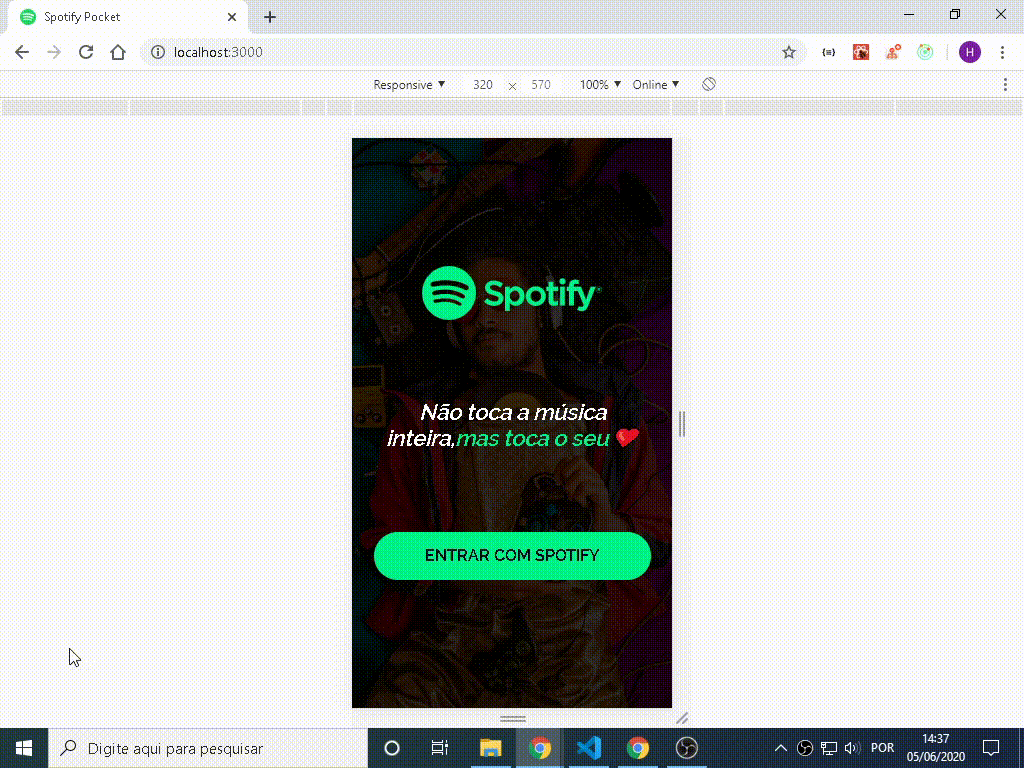 Spotify Pocket
localhost:3000
H
Responsive 320 × 570 100% Online
Spotify
Não toca a música
inteira,mas toca o seu ❤
ENTRAR COM SPOTIFY
Digite aqui para pesquisar
POR
14:37
05/06/2020